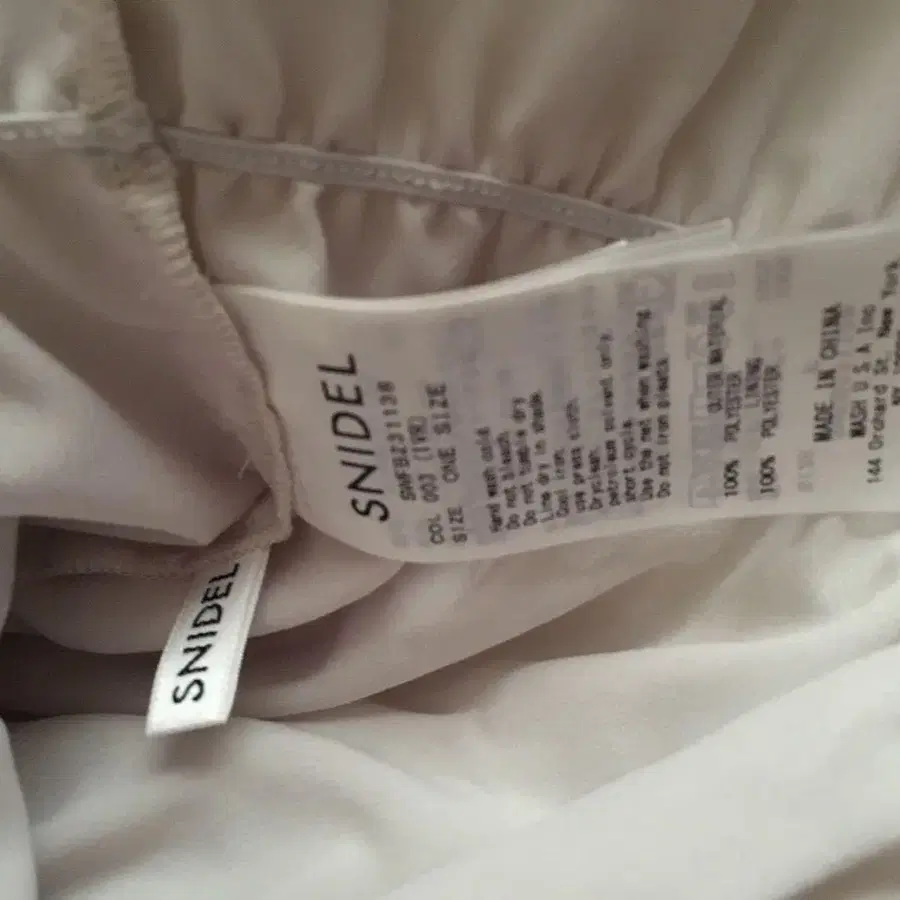 SNIDEL
SWFB231138
COL 003 (IVR)
SIZE ONE SIZE
Hand wash cold.
Do not bleach.
Do not tumble dry
Line dry in shade.
Cool iron.
use press cloth.
Dryclean.
petroleum solvent only.
short cycle.
Use the net when washing
Do not iron pleats
OUTER MATERIAL
100% POLYESTER
LINING
100% POLYESTER
MADE IN CHINA
MASH U S A Inc
144 Orchard St. New York
SNIDEL